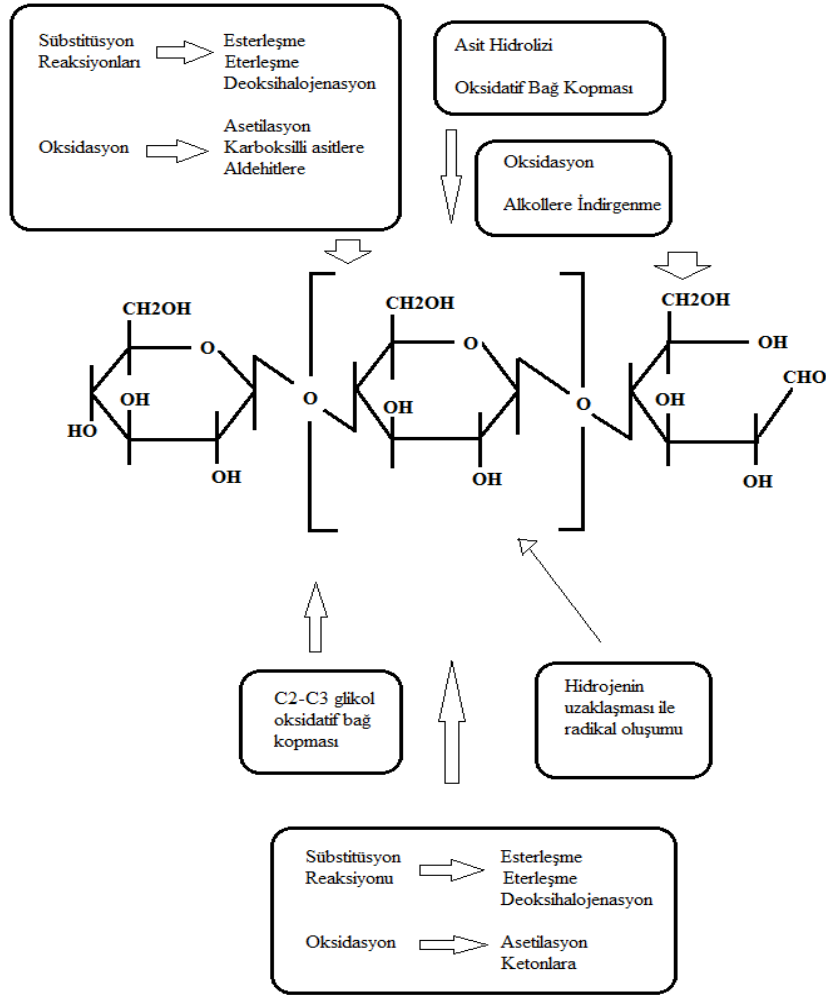 Sübstitüsyon
Reaksiyonları
Esterleşme
Eterleşme
Deoksihalojenasyon
Oksidasyon
Asetilasyon
Karboksilli asitlere
Aldehitlere
Asit Hidrolizi
Oksidatif Bağ Kopması
Oksidasyon
Alkollere İndirgenme
CH2OH
O
OH
HO
OH
O
CH2OH
O
OH
OH
O
CH2OH
OH
CHO
OH
OH
C2-C3 glikol
oksidatif bağ
kopması
Hidrojenin
uzaklaşması ile
radikal oluşumu
Sübstitüsyon
Reaksiyonu
Esterleşme
Eterleşme
Deoksihalojenasyon
Oksidasyon
Asetilasyon
Ketonlara